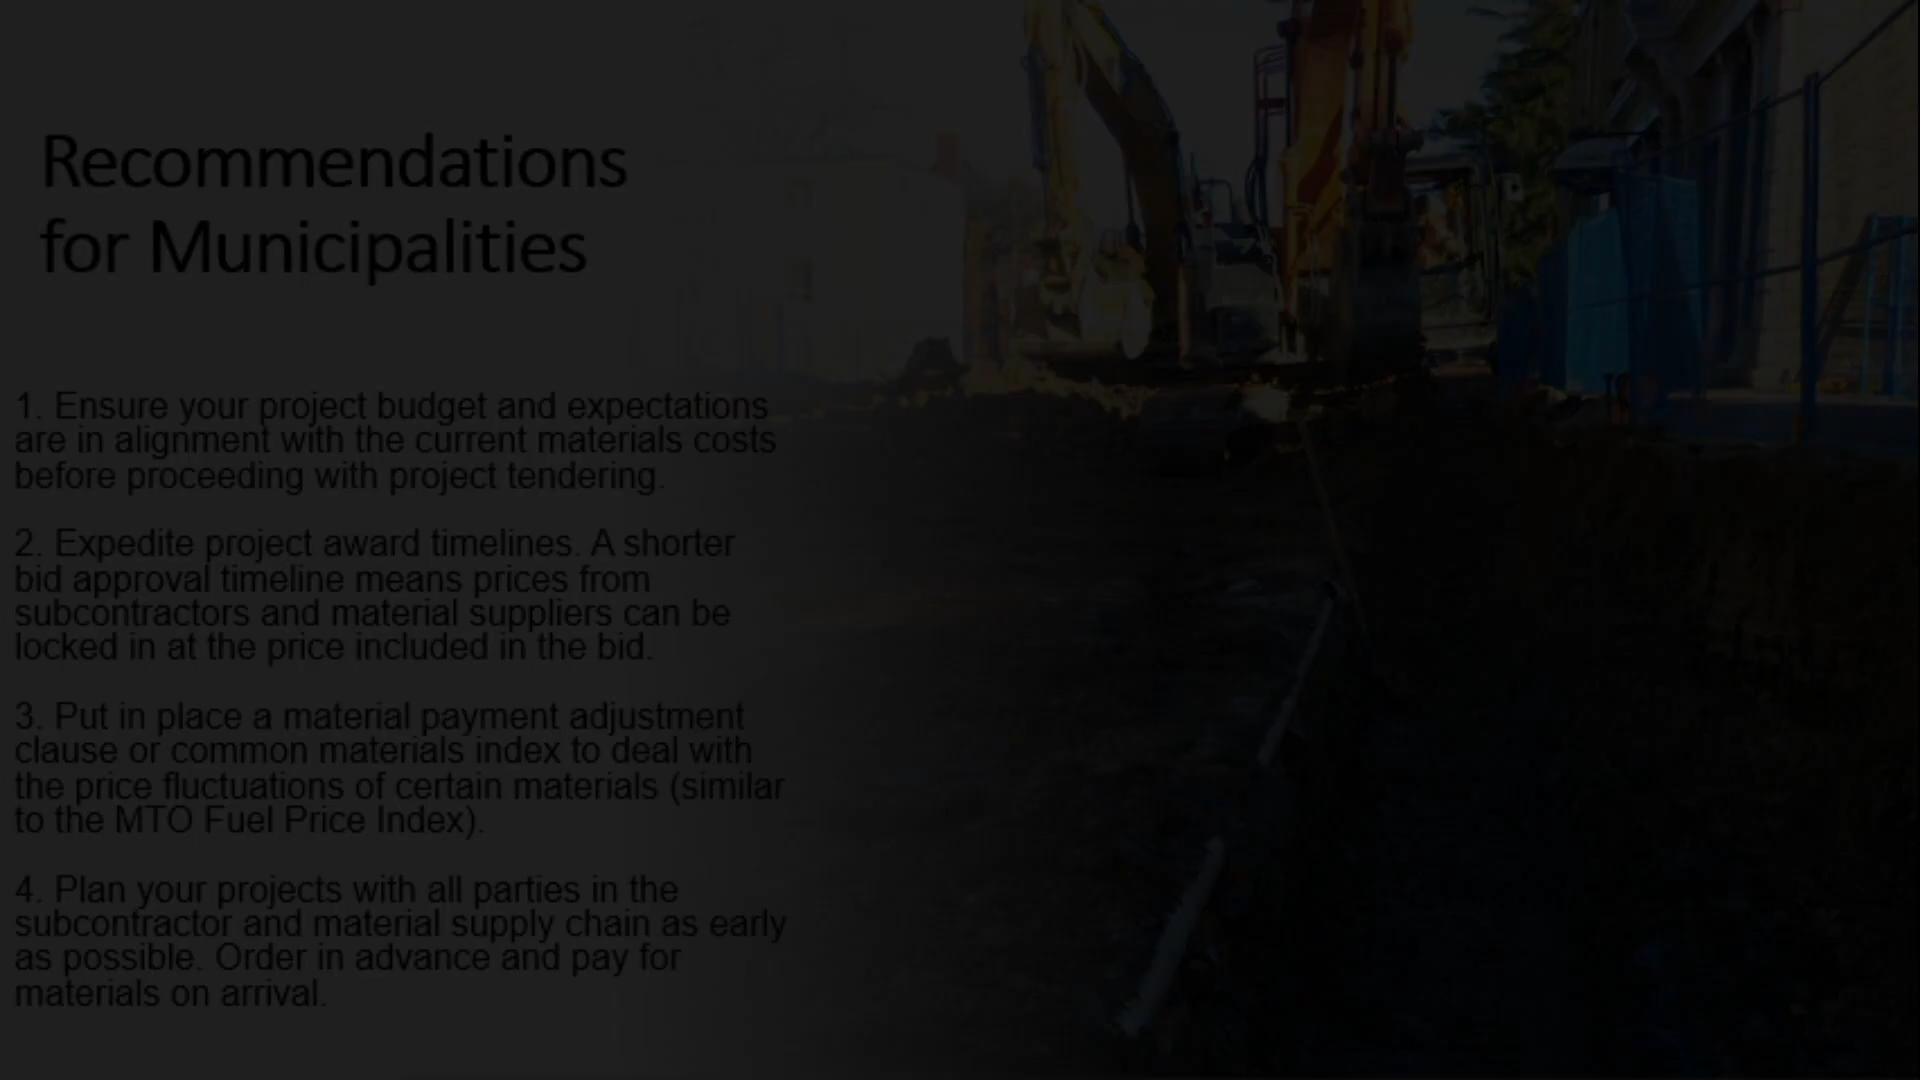 Recommendations
for Municipalities
1. Ensure your project budget and expectations
are in alignment with the current materials costs
before proceeding with project tendering.
2. Expedite project award timelines. A shorter
bid approval timeline means prices from
subcontractors and material suppliers can be
locked in at the price included in the bid.
3. Put in place a material payment adjustment
clause or common materials index to deal with
the price fluctuations of certain materials (similar
to the MTO Fuel Price Index).
4. Plan your projects with all parties in the
subcontractor and material supply chain as early
as possible. Order in advance and pay for
materials on arrival.